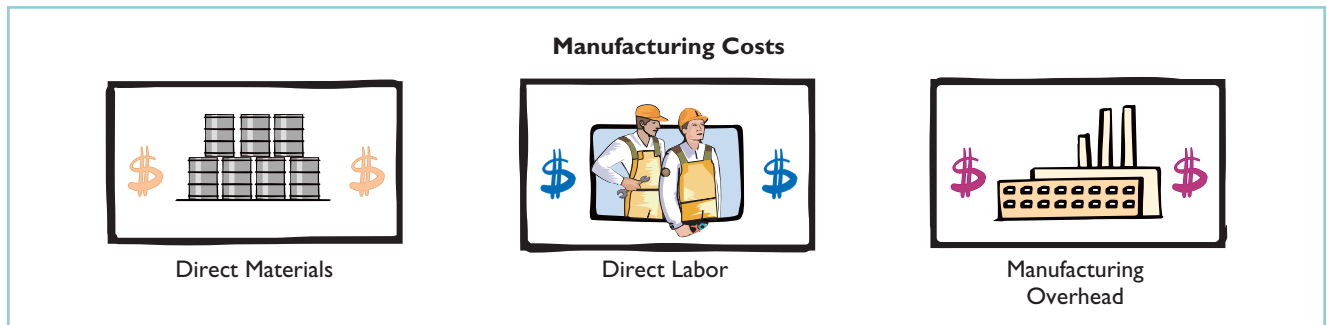 Manufacturing Costs
$ $ $ $ $ $
Direct Materials
Direct Labor
Manufacturing
Overhead